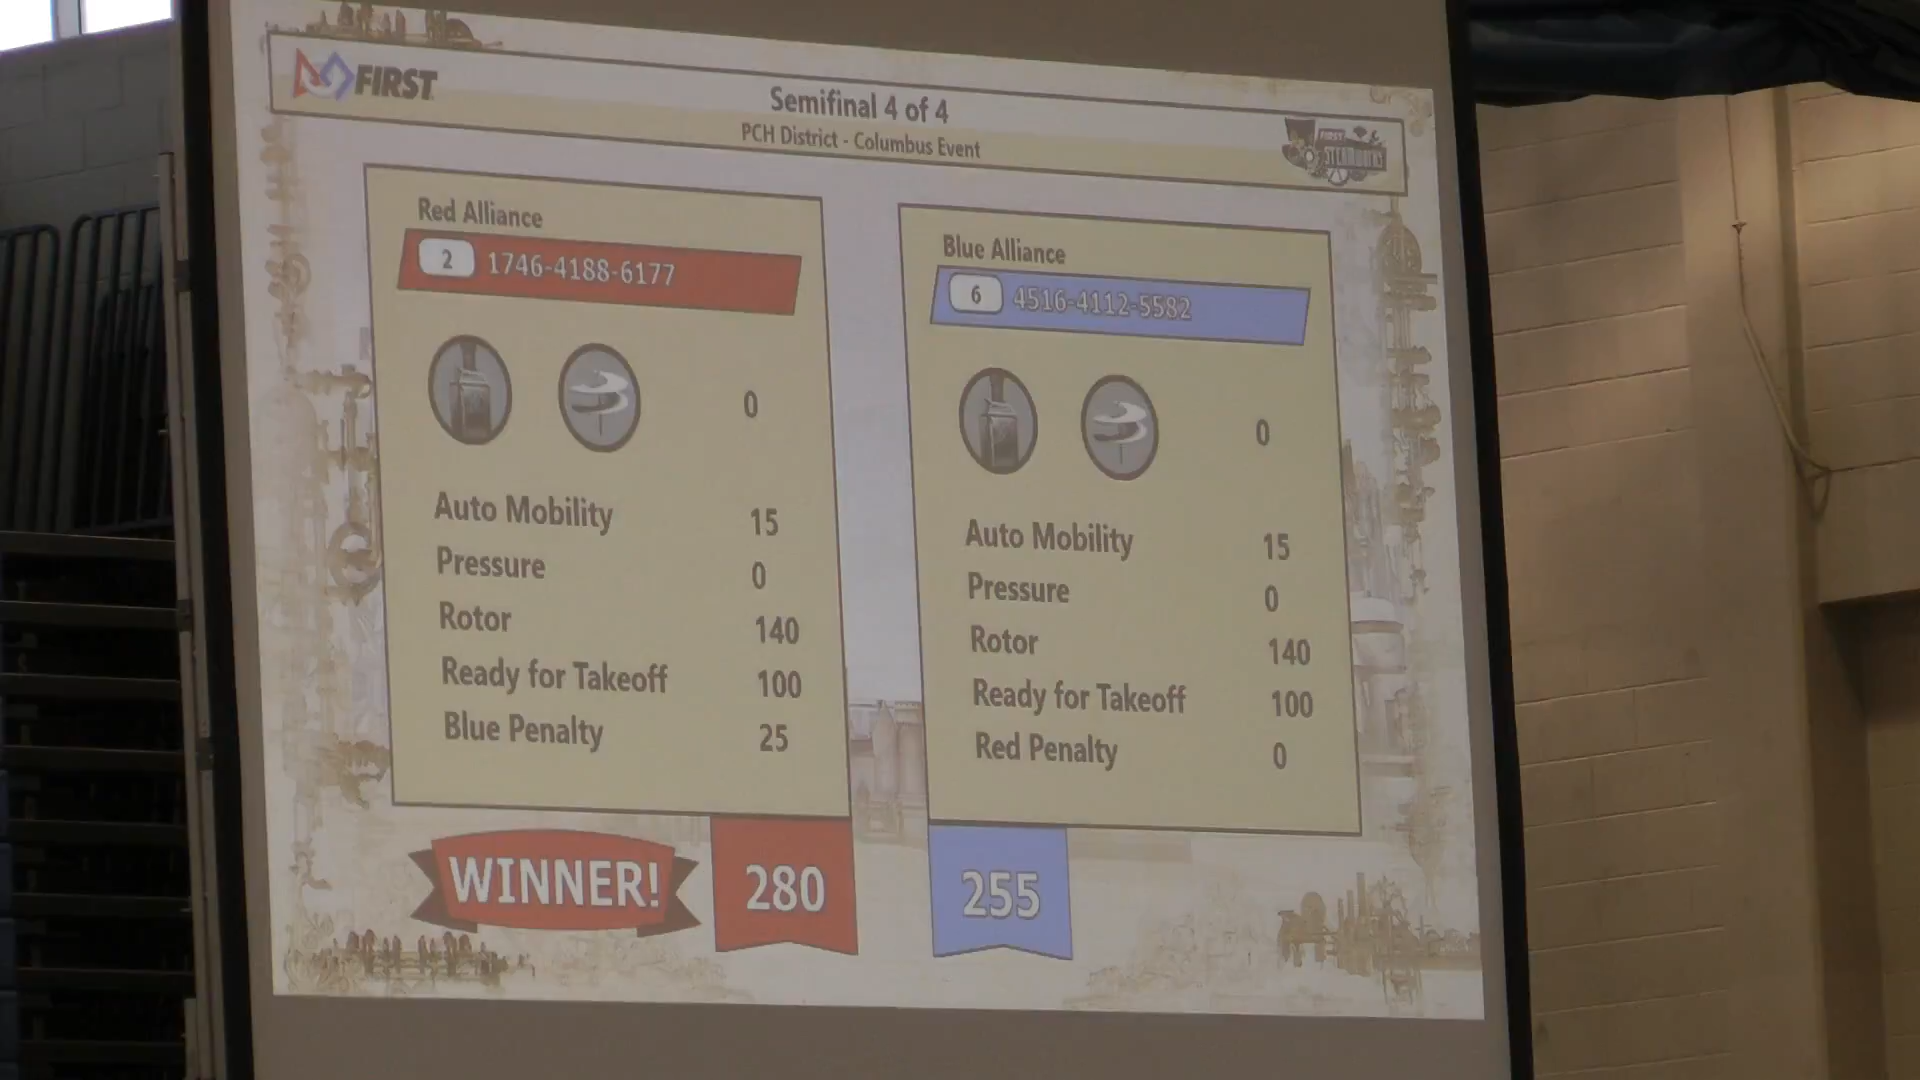 FIRST
Semifinal 4 of 4
PCH District - Columbus Event
FIRST
STEAMWORKS
Red Alliance
2 1746-4188-6177
0
Auto Mobility 15
Pressure 0
Rotor 140
Ready for Takeoff 100
Blue Penalty 25
WINNER! 280
Blue Alliance
6 4516-4112-5582
0
Auto Mobility 15
Pressure 0
Rotor 140
Ready for Takeoff 100
Red Penalty 0
255